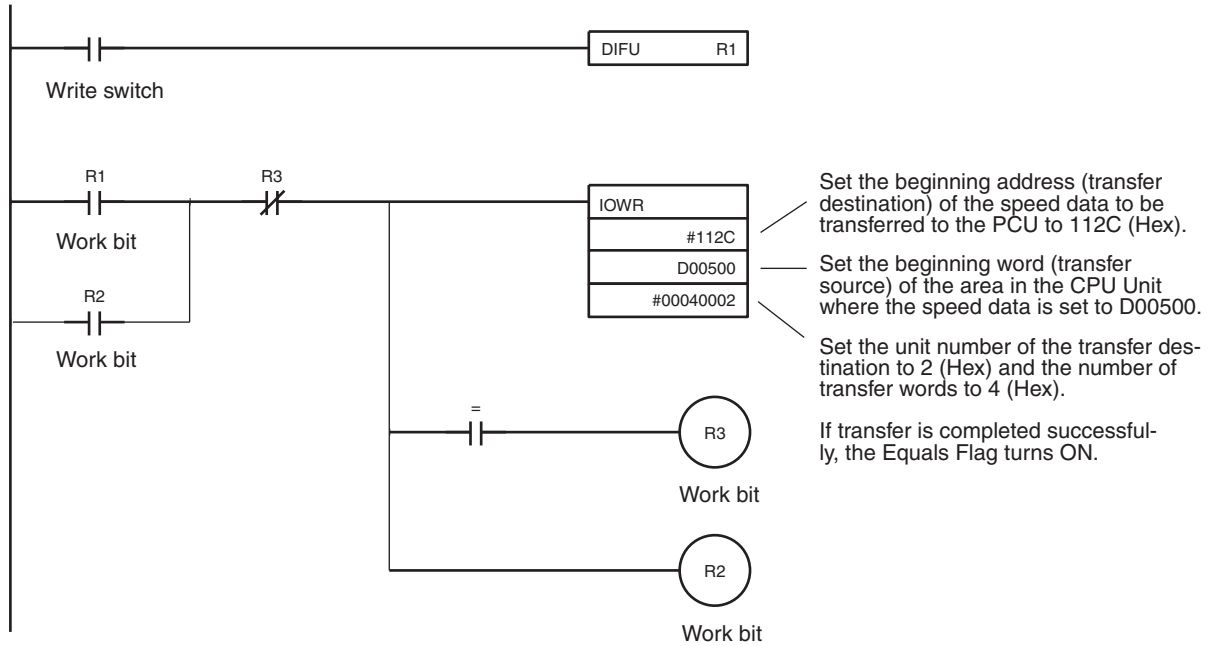 DIFU R1
Write switch
R1
R3
Work bit
R2
Work bit
IOWR
#112C
D00500
#00040002
Set the beginning address (transfer
destination) of the speed data to be
transferred to the PCU to 112C (Hex).
Set the beginning word (transfer
source) of the area in the CPU Unit
where the speed data is set to D00500.
Set the unit number of the transfer des-
tination to 2 (Hex) and the number of
transfer words to 4 (Hex).
If transfer is completed successful-
ly, the Equals Flag turns ON.
=
R3
Work bit
R2
Work bit